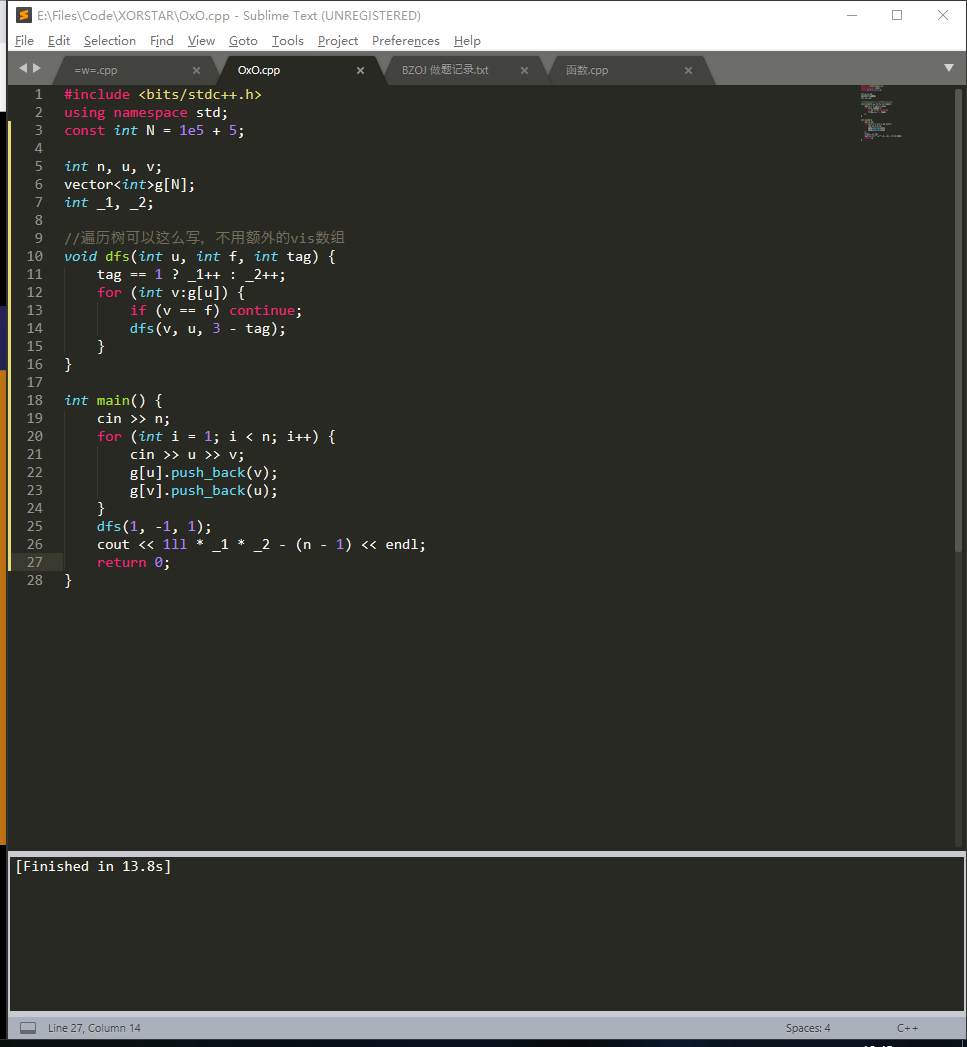 E:\Files\Code\XORSTAR\OxO.cpp - Sublime Text (UNREGISTERED)
File Edit Selection Find View Goto Tools Project Preferences Help
=w=.cpp × OxO.cpp × BZOJ 做题记录.txt × 函数.cpp ×
1 #include <bits/stdc++.h>
2 using namespace std;
3 const int N = 1e5 + 5;
4
5 int n, u, v;
6 vector<int>g[N];
7 int _1, _2;
8
9 //遍历树可以这么写, 不用额外的vis数组
10 void dfs(int u, int f, int tag) {
11     tag == 1 ? _1++ : _2++;
12     for (int v:g[u]) {
13         if (v == f) continue;
14         dfs(v, u, 3 - tag);
15     }
16 }
17
18 int main() {
19     cin >> n;
20     for (int i = 1; i < n; i++) {
21         cin >> u >> v;
22         g[u].push_back(v);
23         g[v].push_back(u);
24     }
25     dfs(1, -1, 1);
26     cout << 1ll * _1 * _2 - (n - 1) << endl;
27     return 0;
28 }
[Finished in 13.8s]
Line 27, Column 14 Spaces: 4 C++